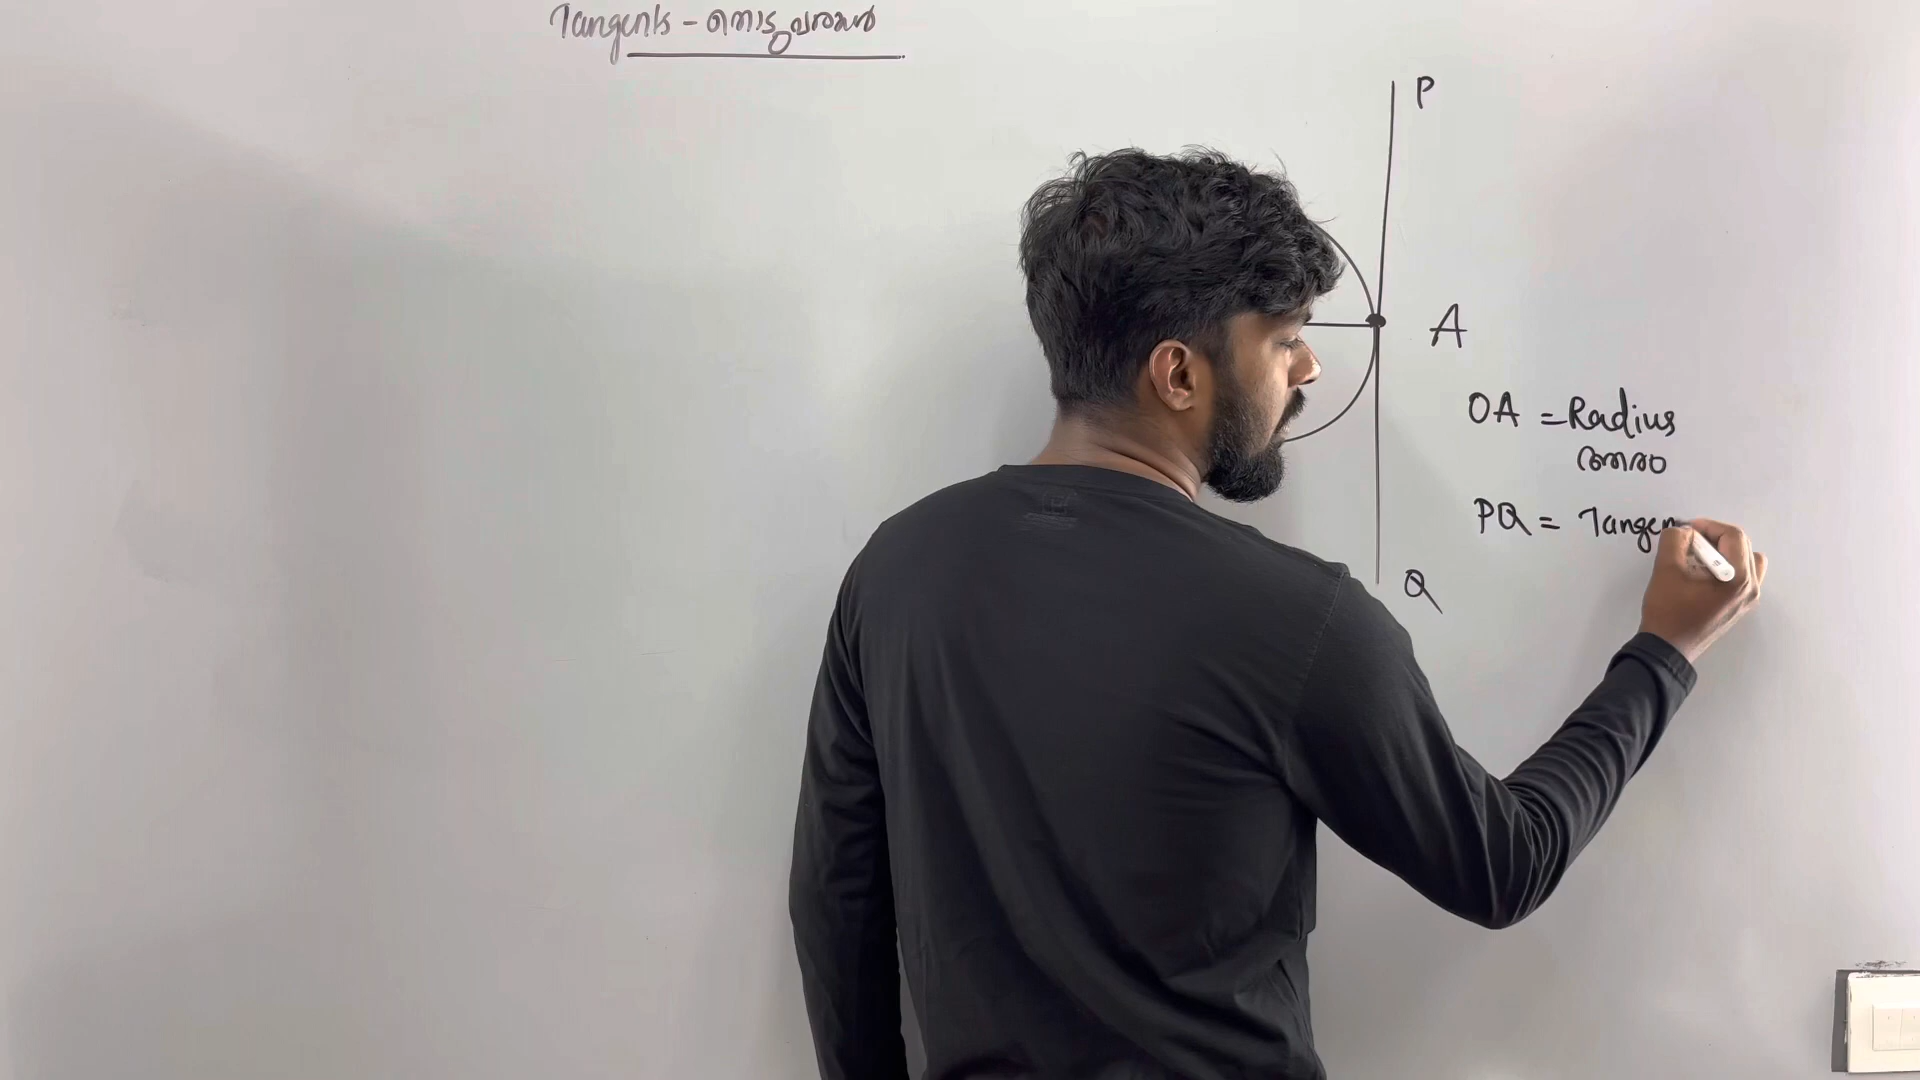 Tangents - തൊടുവരകൾ
P
A
OA = Radius
ആരം
PQ = Tangen
Q